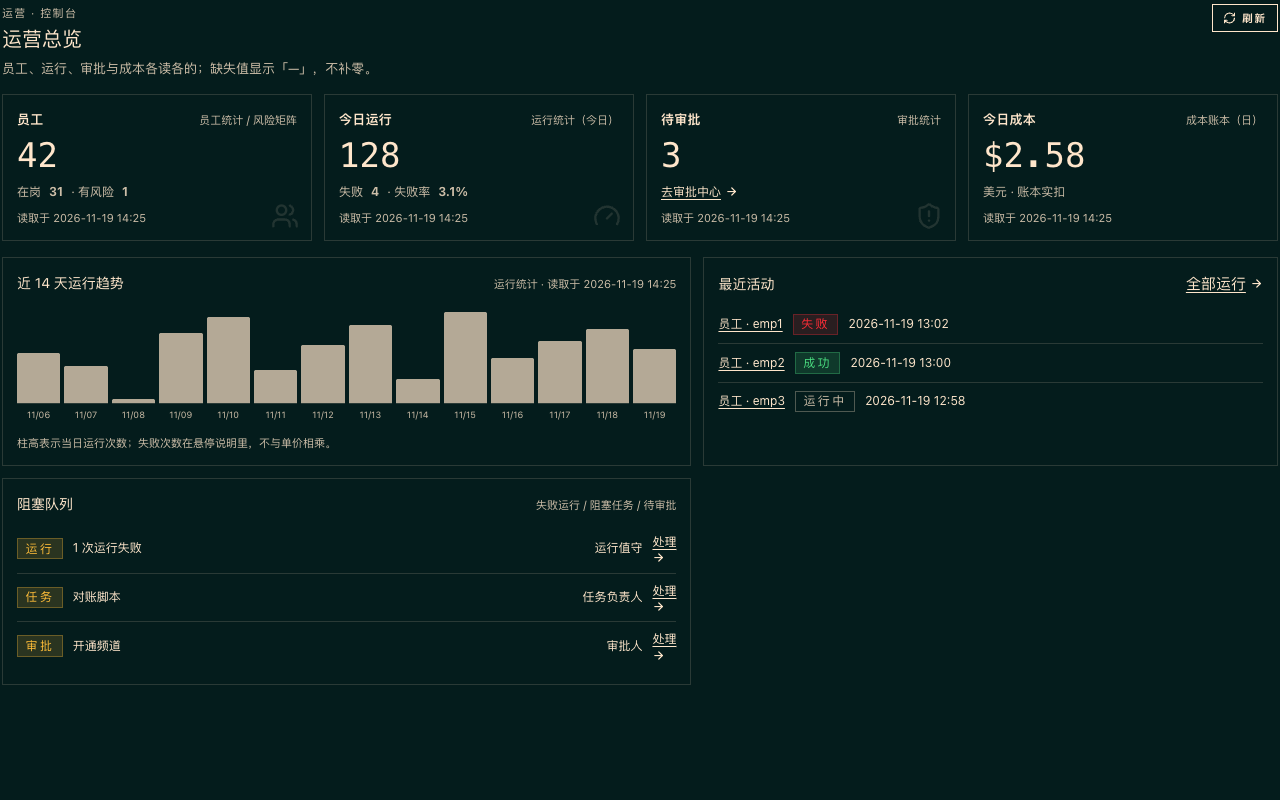 运营 · 控制台
运营总览
员工、运行、审批与成本各读各的；缺失值显示「—」，不补零。
刷新
员工
员工统计 / 风险矩阵
42
在岗 31 · 有风险 1
读取于 2026-11-19 14:25
今日运行
运行统计（今日）
128
失败 4 · 失败率 3.1%
读取于 2026-11-19 14:25
待审批
审批统计
3
去审批中心 →
读取于 2026-11-19 14:25
今日成本
成本账本（日）
$2.58
美元 · 账本实扣
读取于 2026-11-19 14:25
近 14 天运行趋势
运行统计 · 读取于 2026-11-19 14:25
11/06 11/07 11/08 11/09 11/10 11/11 11/12 11/13 11/14 11/15 11/16 11/17 11/18 11/19
柱高表示当日运行次数；失败次数在悬停说明里，不与单价相乘。
最近活动
全部运行 →
员工 · emp1 失败 2026-11-19 13:02
员工 · emp2 成功 2026-11-19 13:00
员工 · emp3 运行中 2026-11-19 12:58
阻塞队列
失败运行 / 阻塞任务 / 待审批
运行 1 次运行失败 运行值守 处理 →
任务 对账脚本 任务负责人 处理 →
审批 开通频道 审批人 处理 →